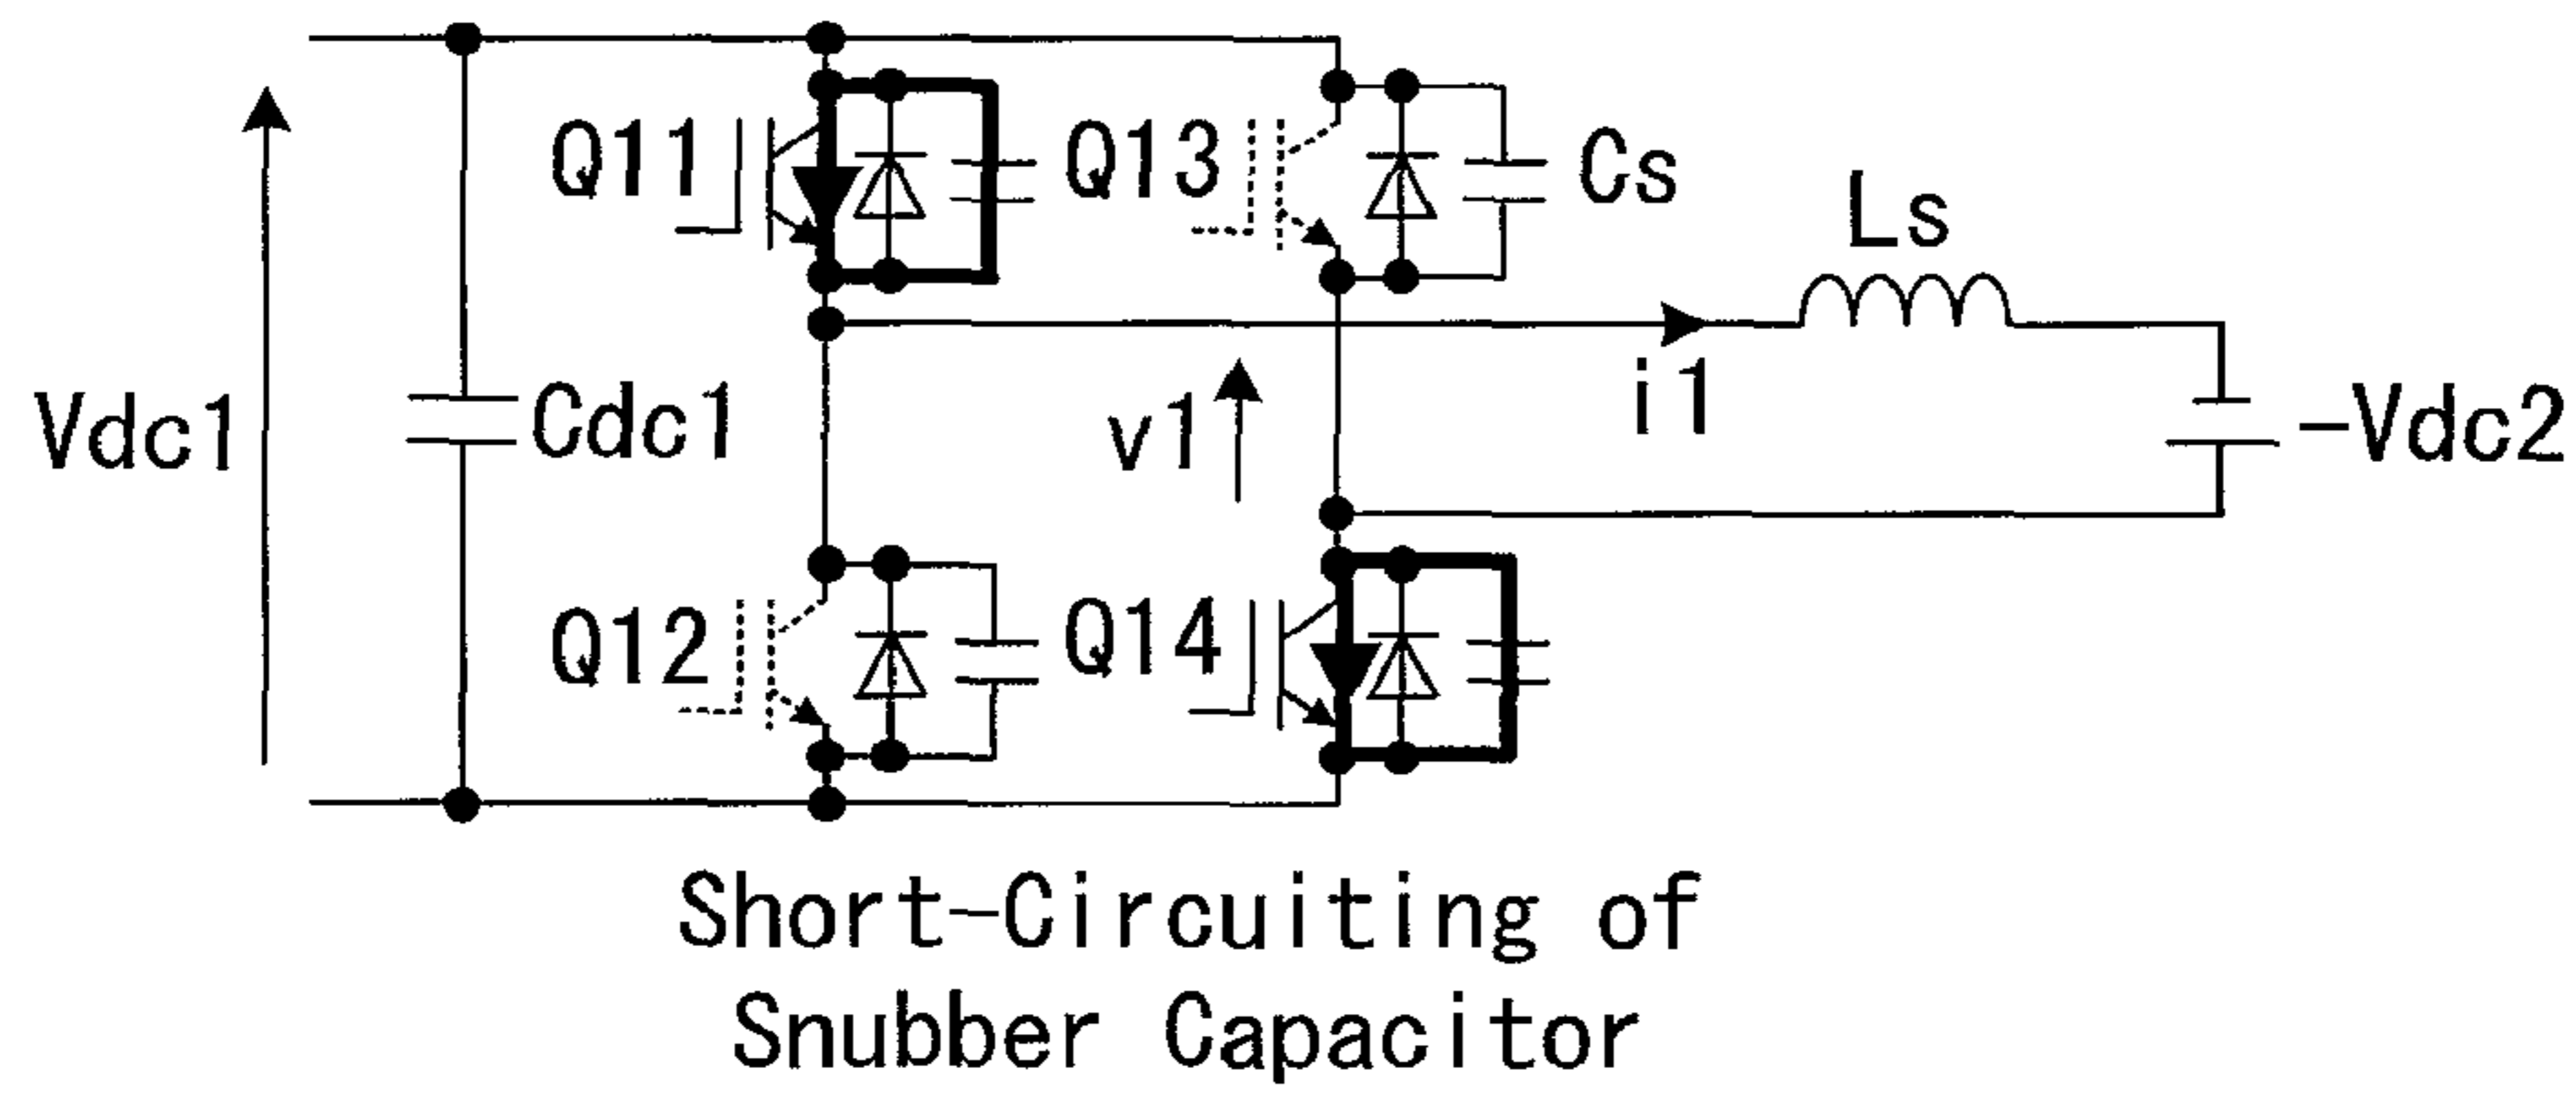 Q11
Q13
Cs
Ls
Vdc1
Cdc1
v1
i1
-Vdc2
Q12
Q14
Short-Circuiting of
Snubber Capacitor